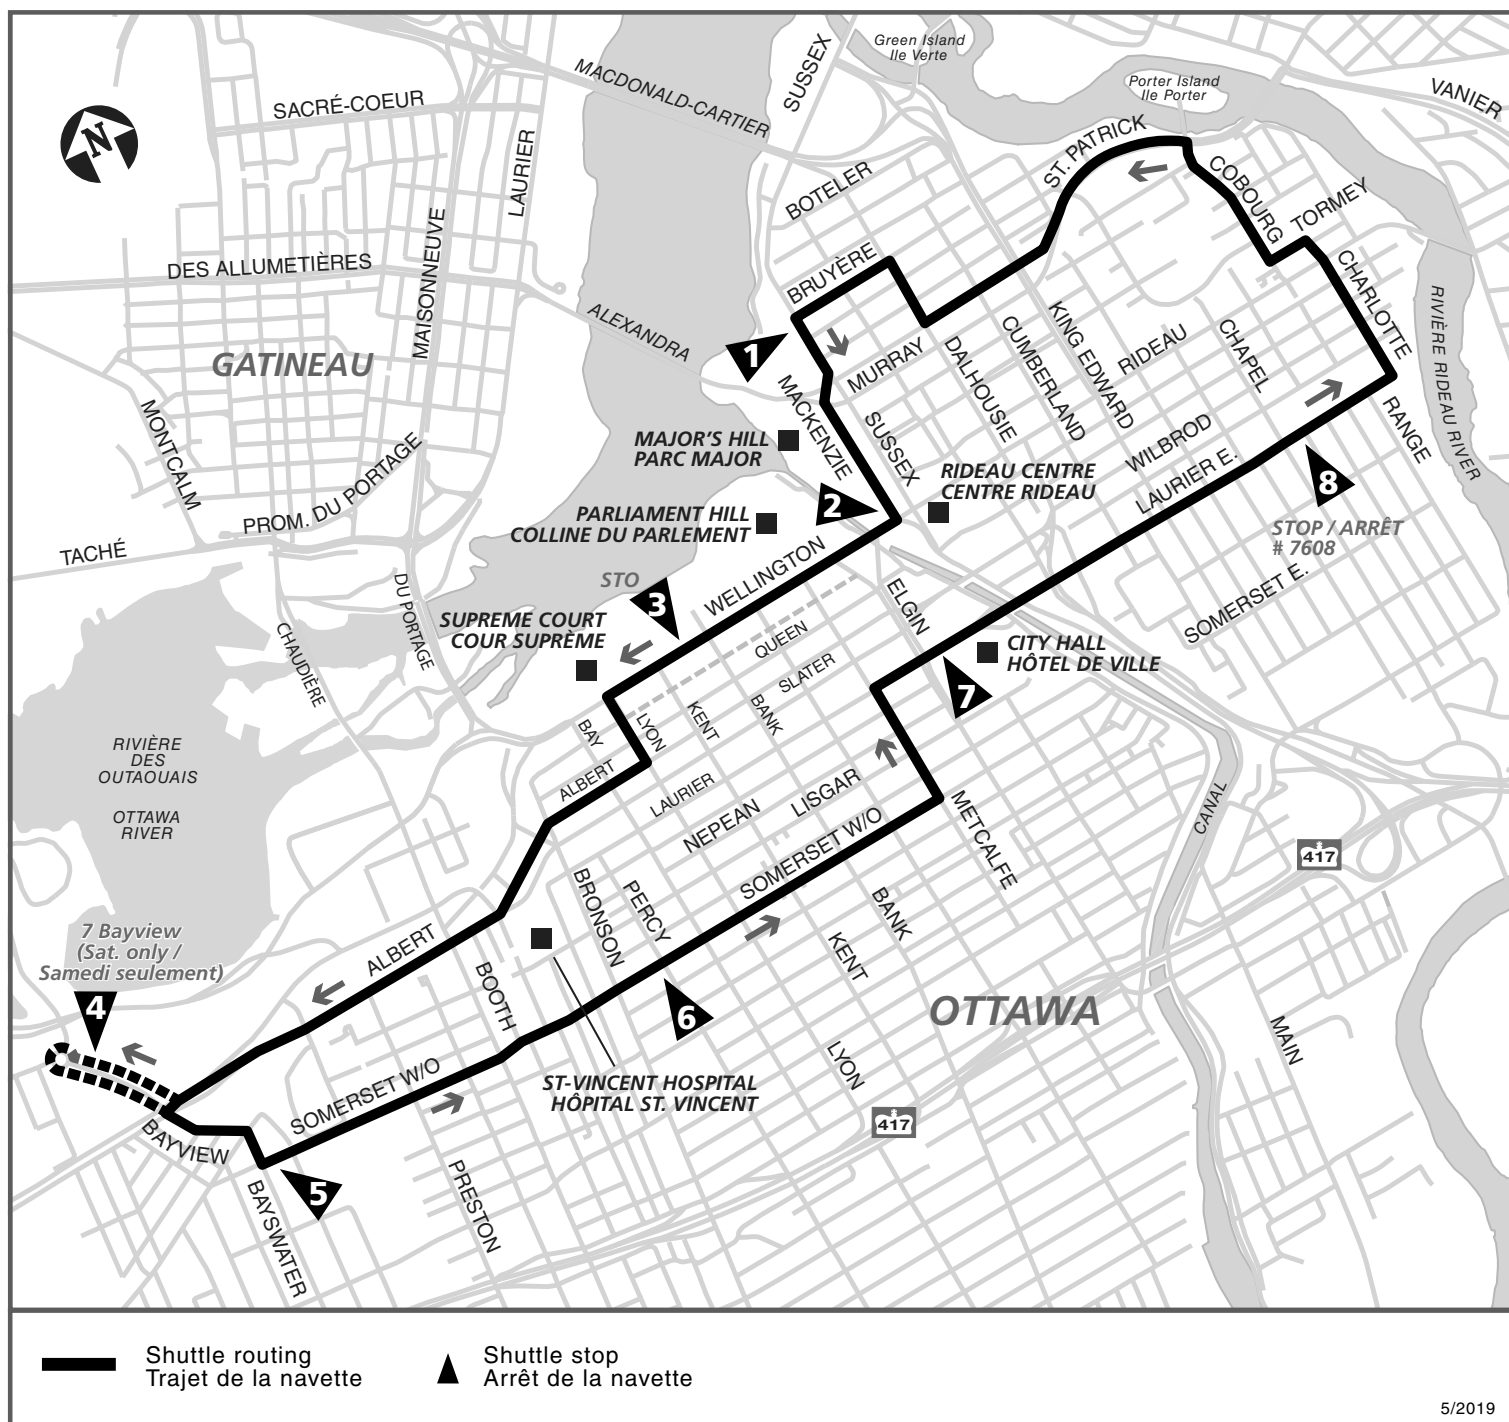 Green Island
Ile Verte
SUSSEX
MACDONALD-CARTIER
Porter Island
Ile Porter
VANIER
N
SACRÉ-COEUR
LAURIER
ST. PATRICK
COBOURG
TORMEY
BOTELER
MAISONNEUVE
DES ALLUMETIÈRES
BRUYÈRE
CHARLOTTE
RIVIÈRE RIDEAU RIVER
ALEXANDRA
GATINEAU
1
MURRAY
DALHOUSIE
CUMBERLAND
KING EDWARD
RIDEAU
CHAPEL
MACKENZIE
SUSSEX
RANGE
MONTCALM
MAJOR'S HILL
PARC MAJOR
WILBROD
LAURIER E.
RIDEAU CENTRE
CENTRE RIDEAU
8
2
PROM. DU PORTAGE
PARLIAMENT HILL
COLLINE DU PARLEMENT
STOP / ARRÊT
# 7608
TACHÉ
STO
3
WELLINGTON
ELGIN
SOMERSET E.
DU PORTAGE
CHAUDIÈRE
SUPREME COURT
COUR SUPRÈME
QUEEN
SLATER
CITY HALL
HÔTEL DE VILLE
7
BAY
LYON
KENT
BANK
RIVIÈRE
DES
OUTAOUAIS
OTTAWA
RIVER
ALBERT
LAURIER
NEPEAN
LISGAR
SOMERSET W/O
METCALFE
CANAL
417
BRONSON
PERCY
BANK
KENT
7 Bayview
(Sat. only /
Samedi seulement)
ALBERT
BOOTH
4
6
OTTAWA
MAIN
LYON
SOMERSET W/O
ST-VINCENT HOSPITAL
HÔPITAL ST. VINCENT
417
BAYVIEW
5
BAYSWATER
PRESTON
Shuttle routing
Trajet de la navette
Shuttle stop
Arrêt de la navette
5/2019